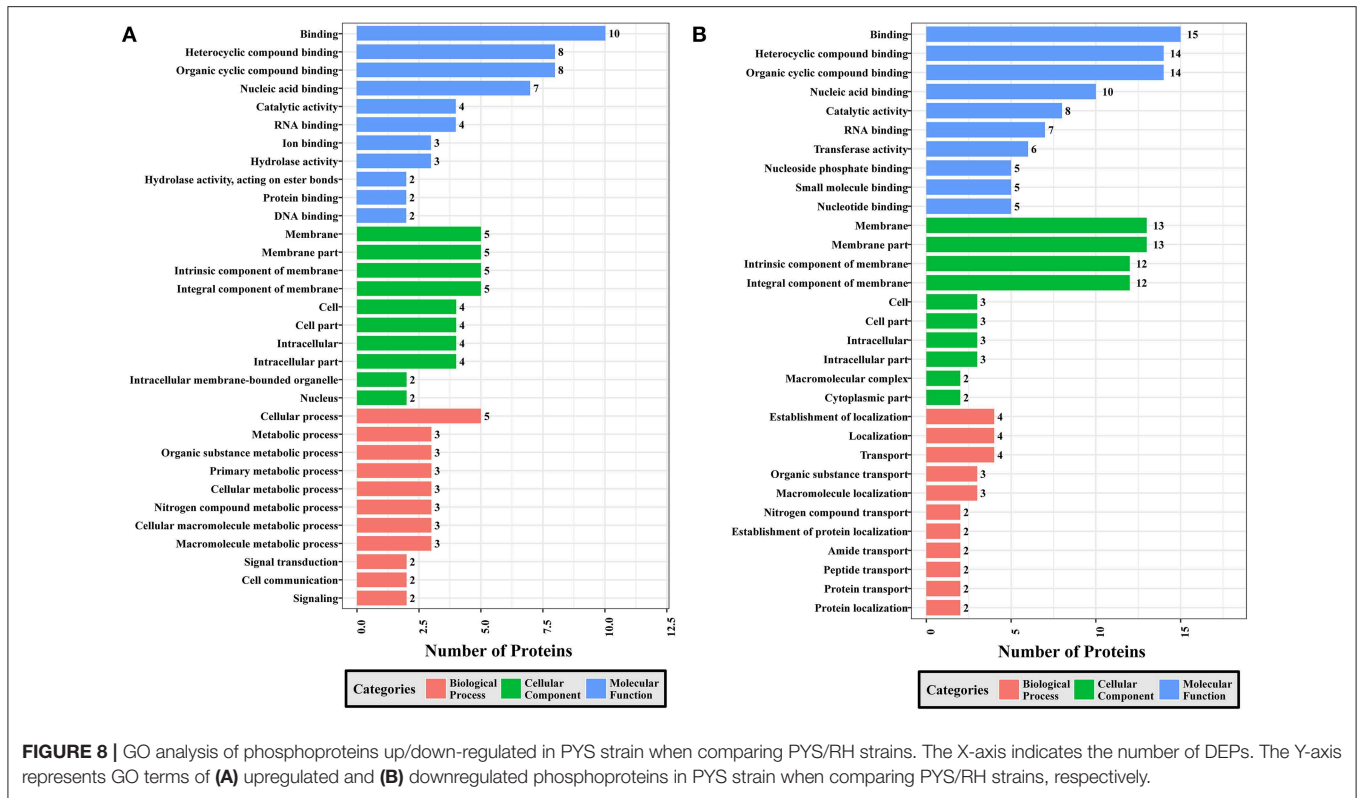 A
Binding 10
Heterocyclic compound binding 8
Organic cyclic compound binding 8
Nucleic acid binding 7
Catalytic activity 4
RNA binding 4
Ion binding 3
Hydrolase activity 3
Hydrolase activity, acting on ester bonds 2
Protein binding 2
DNA binding 2
Membrane 5
Membrane part 5
Intrinsic component of membrane 5
Integral component of membrane 5
Cell 4
Cell part 4
Intracellular 4
Intracellular part 4
Intracellular membrane-bounded organelle 2
Nucleus 2
Cellular process 5
Metabolic process 3
Organic substance metabolic process 3
Primary metabolic process 3
Cellular metabolic process 3
Nitrogen compound metabolic process 3
Cellular macromolecule metabolic process 3
Macromolecule metabolic process 3
Signal transduction 2
Cell communication 2
Signaling 2
0.0 2.5 5.0 7.5 10.0 12.5
Number of Proteins
Categories Biological Process Cellular Component Molecular Function
B
Binding 15
Heterocyclic compound binding 14
Organic cyclic compound binding 14
Nucleic acid binding 10
Catalytic activity 8
RNA binding 7
Transferase activity 6
Nucleoside phosphate binding 5
Small molecule binding 5
Nucleotide binding 5
Membrane 13
Membrane part 13
Intrinsic component of membrane 12
Integral component of membrane 12
Cell 3
Cell part 3
Intracellular 3
Intracellular part 3
Macromolecular complex 2
Cytoplasmic part 2
Establishment of localization 4
Localization 4
Transport 4
Organic substance transport 3
Macromolecule localization 3
Nitrogen compound transport 2
Establishment of protein localization 2
Amide transport 2
Peptide transport 2
Protein transport 2
Protein localization 2
0 5 10 15
Number of Proteins
Categories Biological Process Cellular Component Molecular Function
FIGURE 8 | GO analysis of phosphoproteins up/down-regulated in PYS strain when comparing PYS/RH strains. The X-axis indicates the number of DEPs. The Y-axis
represents GO terms of (A) upregulated and (B) downregulated phosphoproteins in PYS strain when comparing PYS/RH strains, respectively.